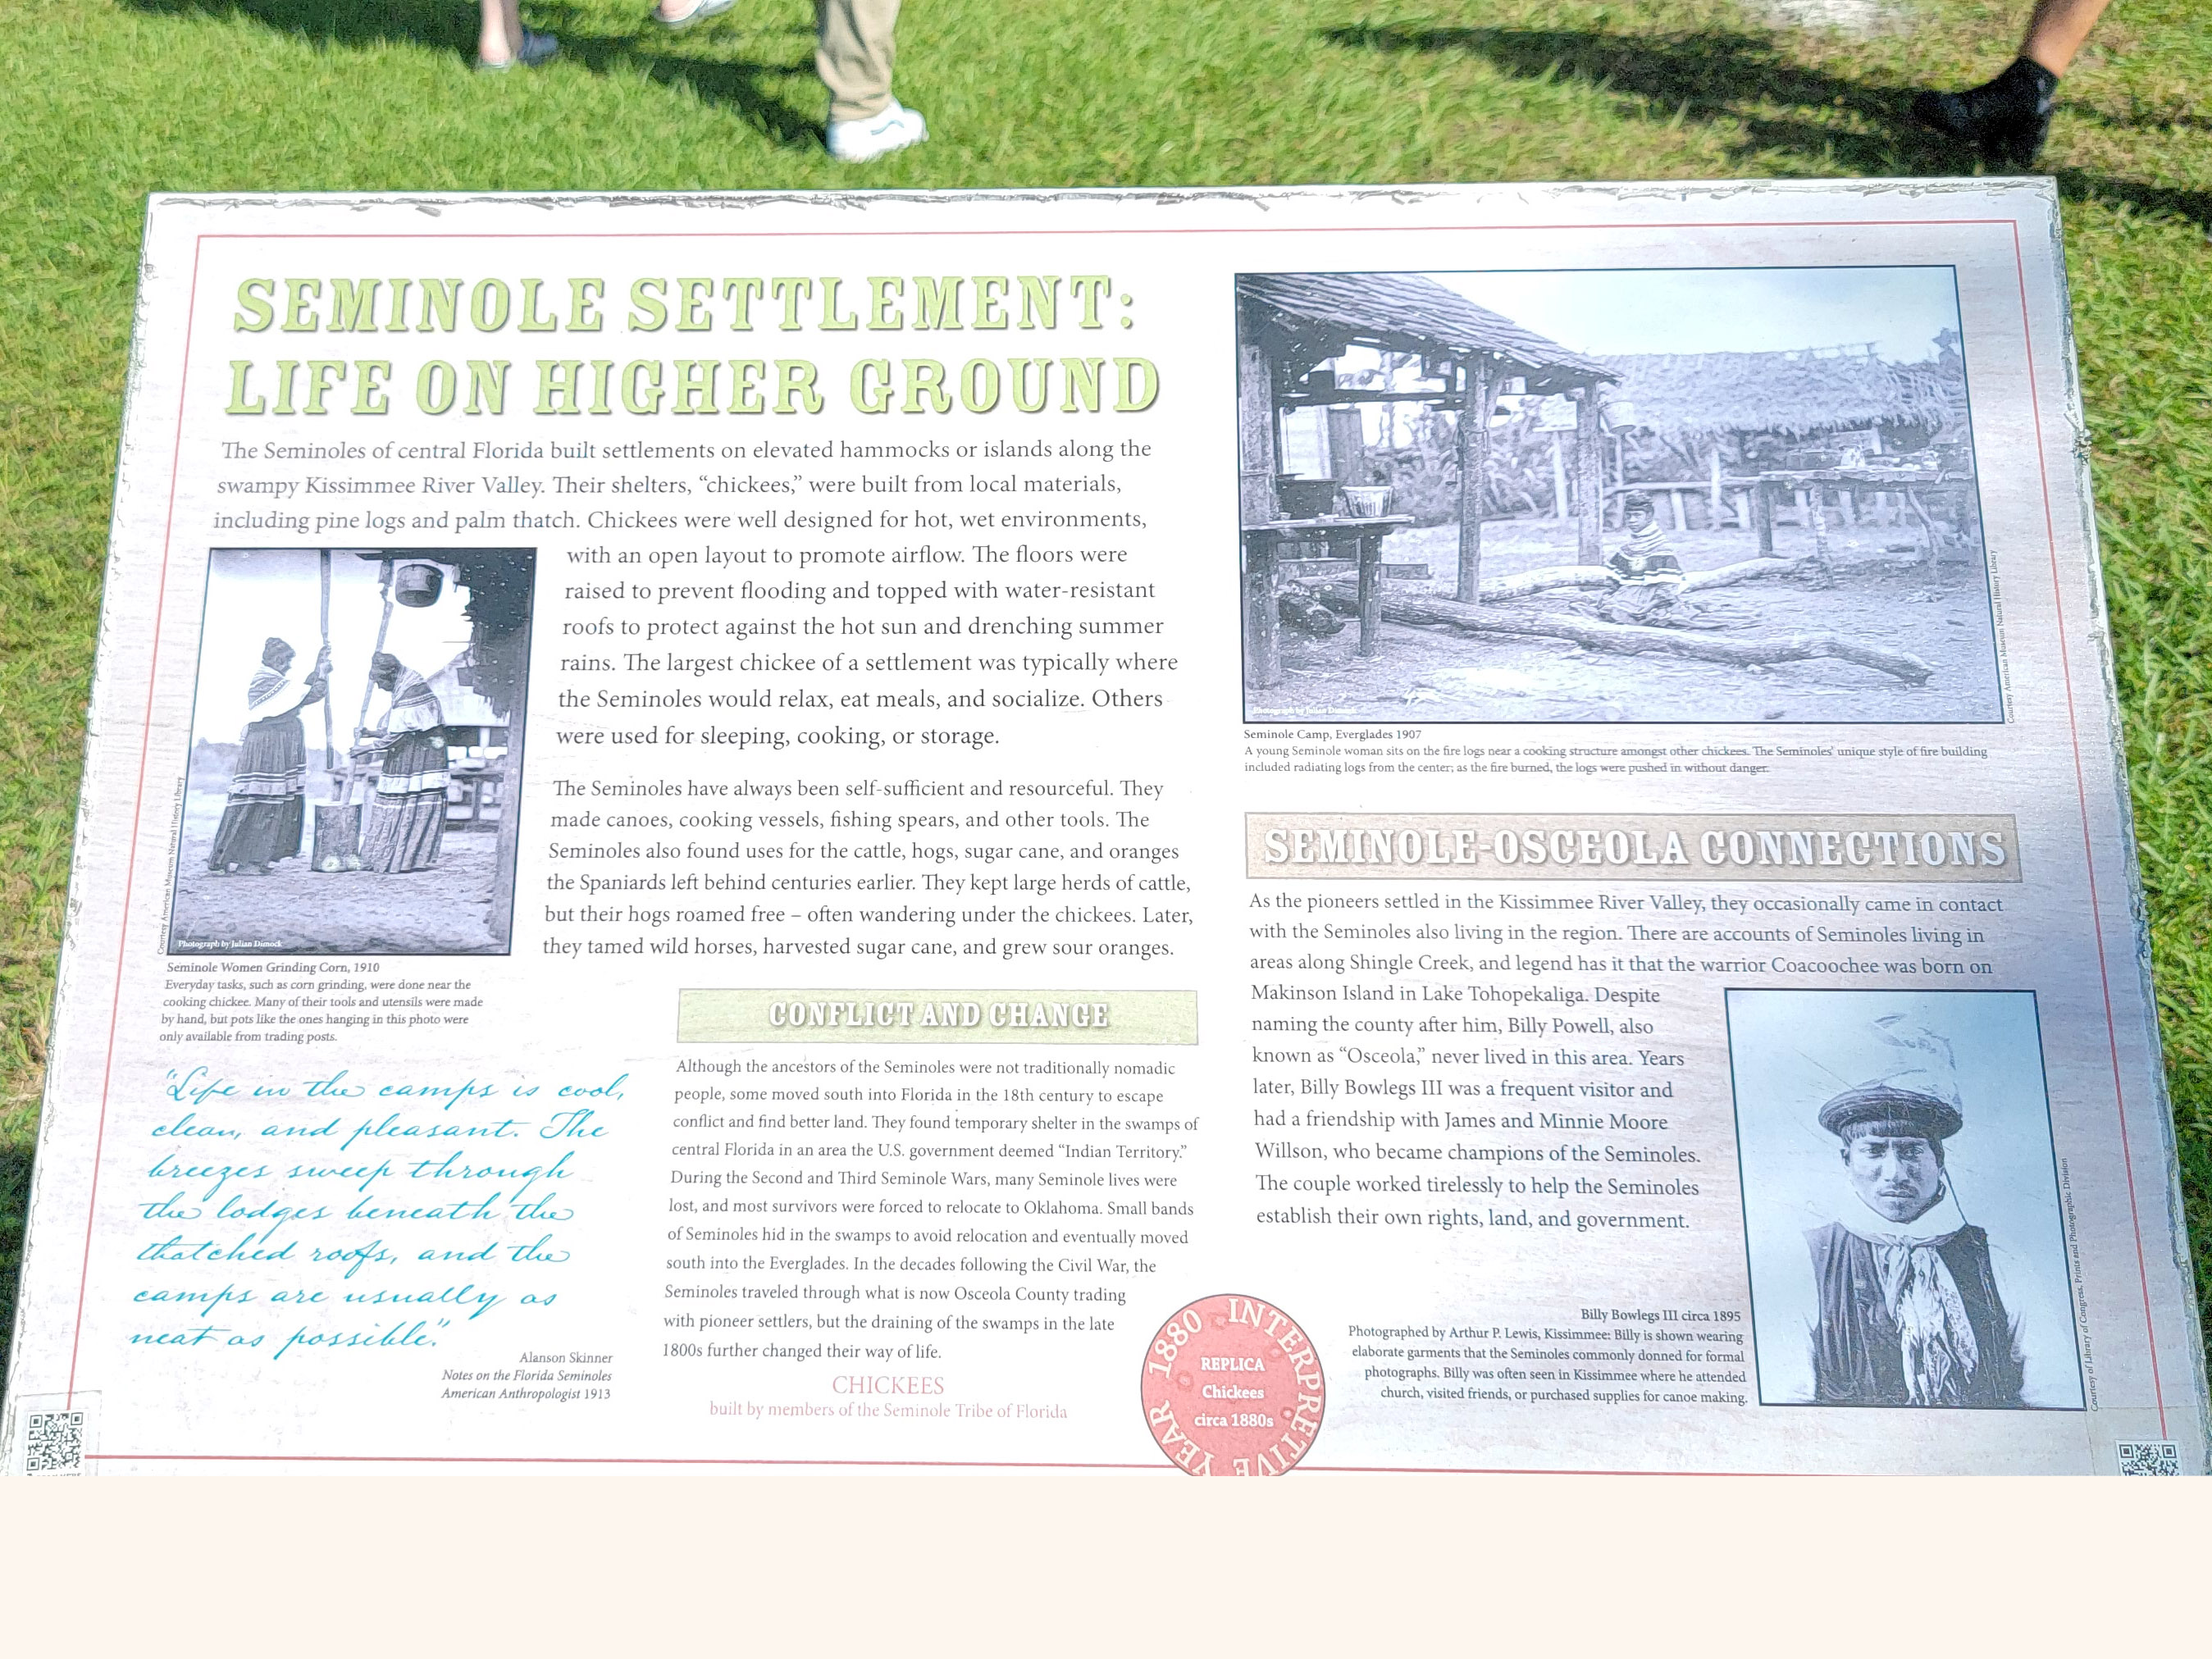 SEMINOLE SETTLEMENT:
LIFE ON HIGHER GROUND
The Seminoles of central Florida built settlements on elevated hammocks or islands along the
swampy Kissimmee River Valley. Their shelters, “chickees,” were built from local materials,
including pine logs and palm thatch. Chickees were well designed for hot, wet environments,
with an open layout to promote airflow. The floors were
raised to prevent flooding and topped with water-resistant
roofs to protect against the hot sun and drenching summer
rains. The largest chickee of a settlement was typically where
the Seminoles would relax, eat meals, and socialize. Others
were used for sleeping, cooking, or storage.
The Seminoles have always been self-sufficient and resourceful. They
made canoes, cooking vessels, fishing spears, and other tools. The
Seminoles also found uses for the cattle, hogs, sugar cane, and oranges
the Spaniards left behind centuries earlier. They kept large herds of cattle,
but their hogs roamed free – often wandering under the chickees. Later,
they tamed wild horses, harvested sugar cane, and grew sour oranges.
Courtesy American Museum Natural History Library
Photograph by Julian Dimock
Seminole Women Grinding Corn, 1910
Everyday tasks, such as corn grinding, were done near the
cooking chickee. Many of their tools and utensils were made
by hand, but pots like the ones hanging in this photo were
only available from trading posts.
"Life in the camps is cool,
clean, and pleasant. The
breezes sweep through
the lodges beneath the
thatched roofs, and the
camps are usually as
neat as possible."
Alanson Skinner
Notes on the Florida Seminoles
American Anthropologist 1913
CONFLICT AND CHANGE
Although the ancestors of the Seminoles were not traditionally nomadic
people, some moved south into Florida in the 18th century to escape
conflict and find better land. They found temporary shelter in the swamps of
central Florida in an area the U.S. government deemed “Indian Territory.”
During the Second and Third Seminole Wars, many Seminole lives were
lost, and most survivors were forced to relocate to Oklahoma. Small bands
of Seminoles hid in the swamps to avoid relocation and eventually moved
south into the Everglades. In the decades following the Civil War, the
Seminoles traveled through what is now Osceola County trading
with pioneer settlers, but the draining of the swamps in the late
1800s further changed their way of life.
CHICKEES
built by members of the Seminole Tribe of Florida
1880 INTERPRETIVE YEAR
REPLICA
Chickees
circa 1880s
Photograph by Julian Dimock
Courtesy American Museum Natural History Library
Seminole Camp, Everglades 1907
A young Seminole woman sits on the fire logs near a cooking structure amongst other chickees. The Seminoles' unique style of fire building
included radiating logs from the center; as the fire burned, the logs were pushed in without danger.
SEMINOLE-OSCEOLA CONNECTIONS
As the pioneers settled in the Kissimmee River Valley, they occasionally came in contact
with the Seminoles also living in the region. There are accounts of Seminoles living in
areas along Shingle Creek, and legend has it that the warrior Coacoochee was born on
Makinson Island in Lake Tohopekaliga. Despite
naming the county after him, Billy Powell, also
known as “Osceola,” never lived in this area. Years
later, Billy Bowlegs III was a frequent visitor and
had a friendship with James and Minnie Moore
Willson, who became champions of the Seminoles.
The couple worked tirelessly to help the Seminoles
establish their own rights, land, and government.
Billy Bowlegs III circa 1895
Photographed by Arthur P. Lewis, Kissimmee: Billy is shown wearing
elaborate garments that the Seminoles commonly donned for formal
photographs. Billy was often seen in Kissimmee where he attended
church, visited friends, or purchased supplies for canoe making.
Courtesy of Library of Congress, Prints and Photographic Division